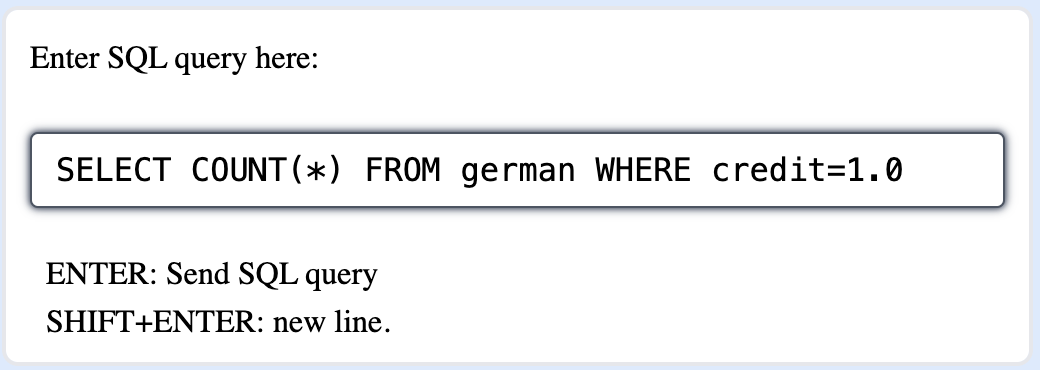 Enter SQL query here:
SELECT COUNT(*) FROM german WHERE credit=1.0
ENTER: Send SQL query
SHIFT+ENTER: new line.